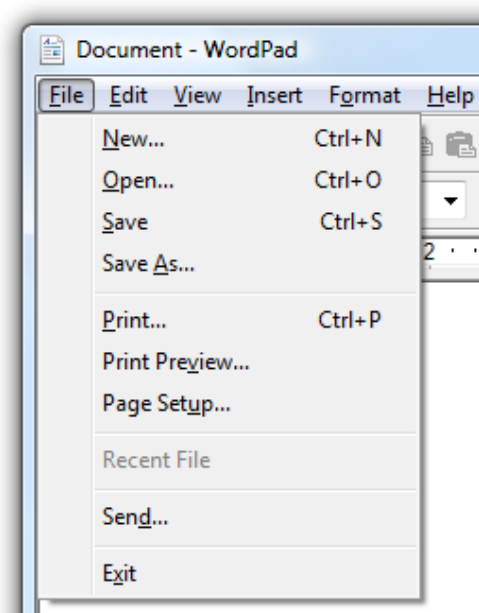 Document - WordPad
File Edit View Insert Format Help
New... Ctrl+N
Open... Ctrl+O
Save Ctrl+S
Save As...
2
Print... Ctrl+P
Print Preview...
Page Setup...
Recent File
Send...
Exit